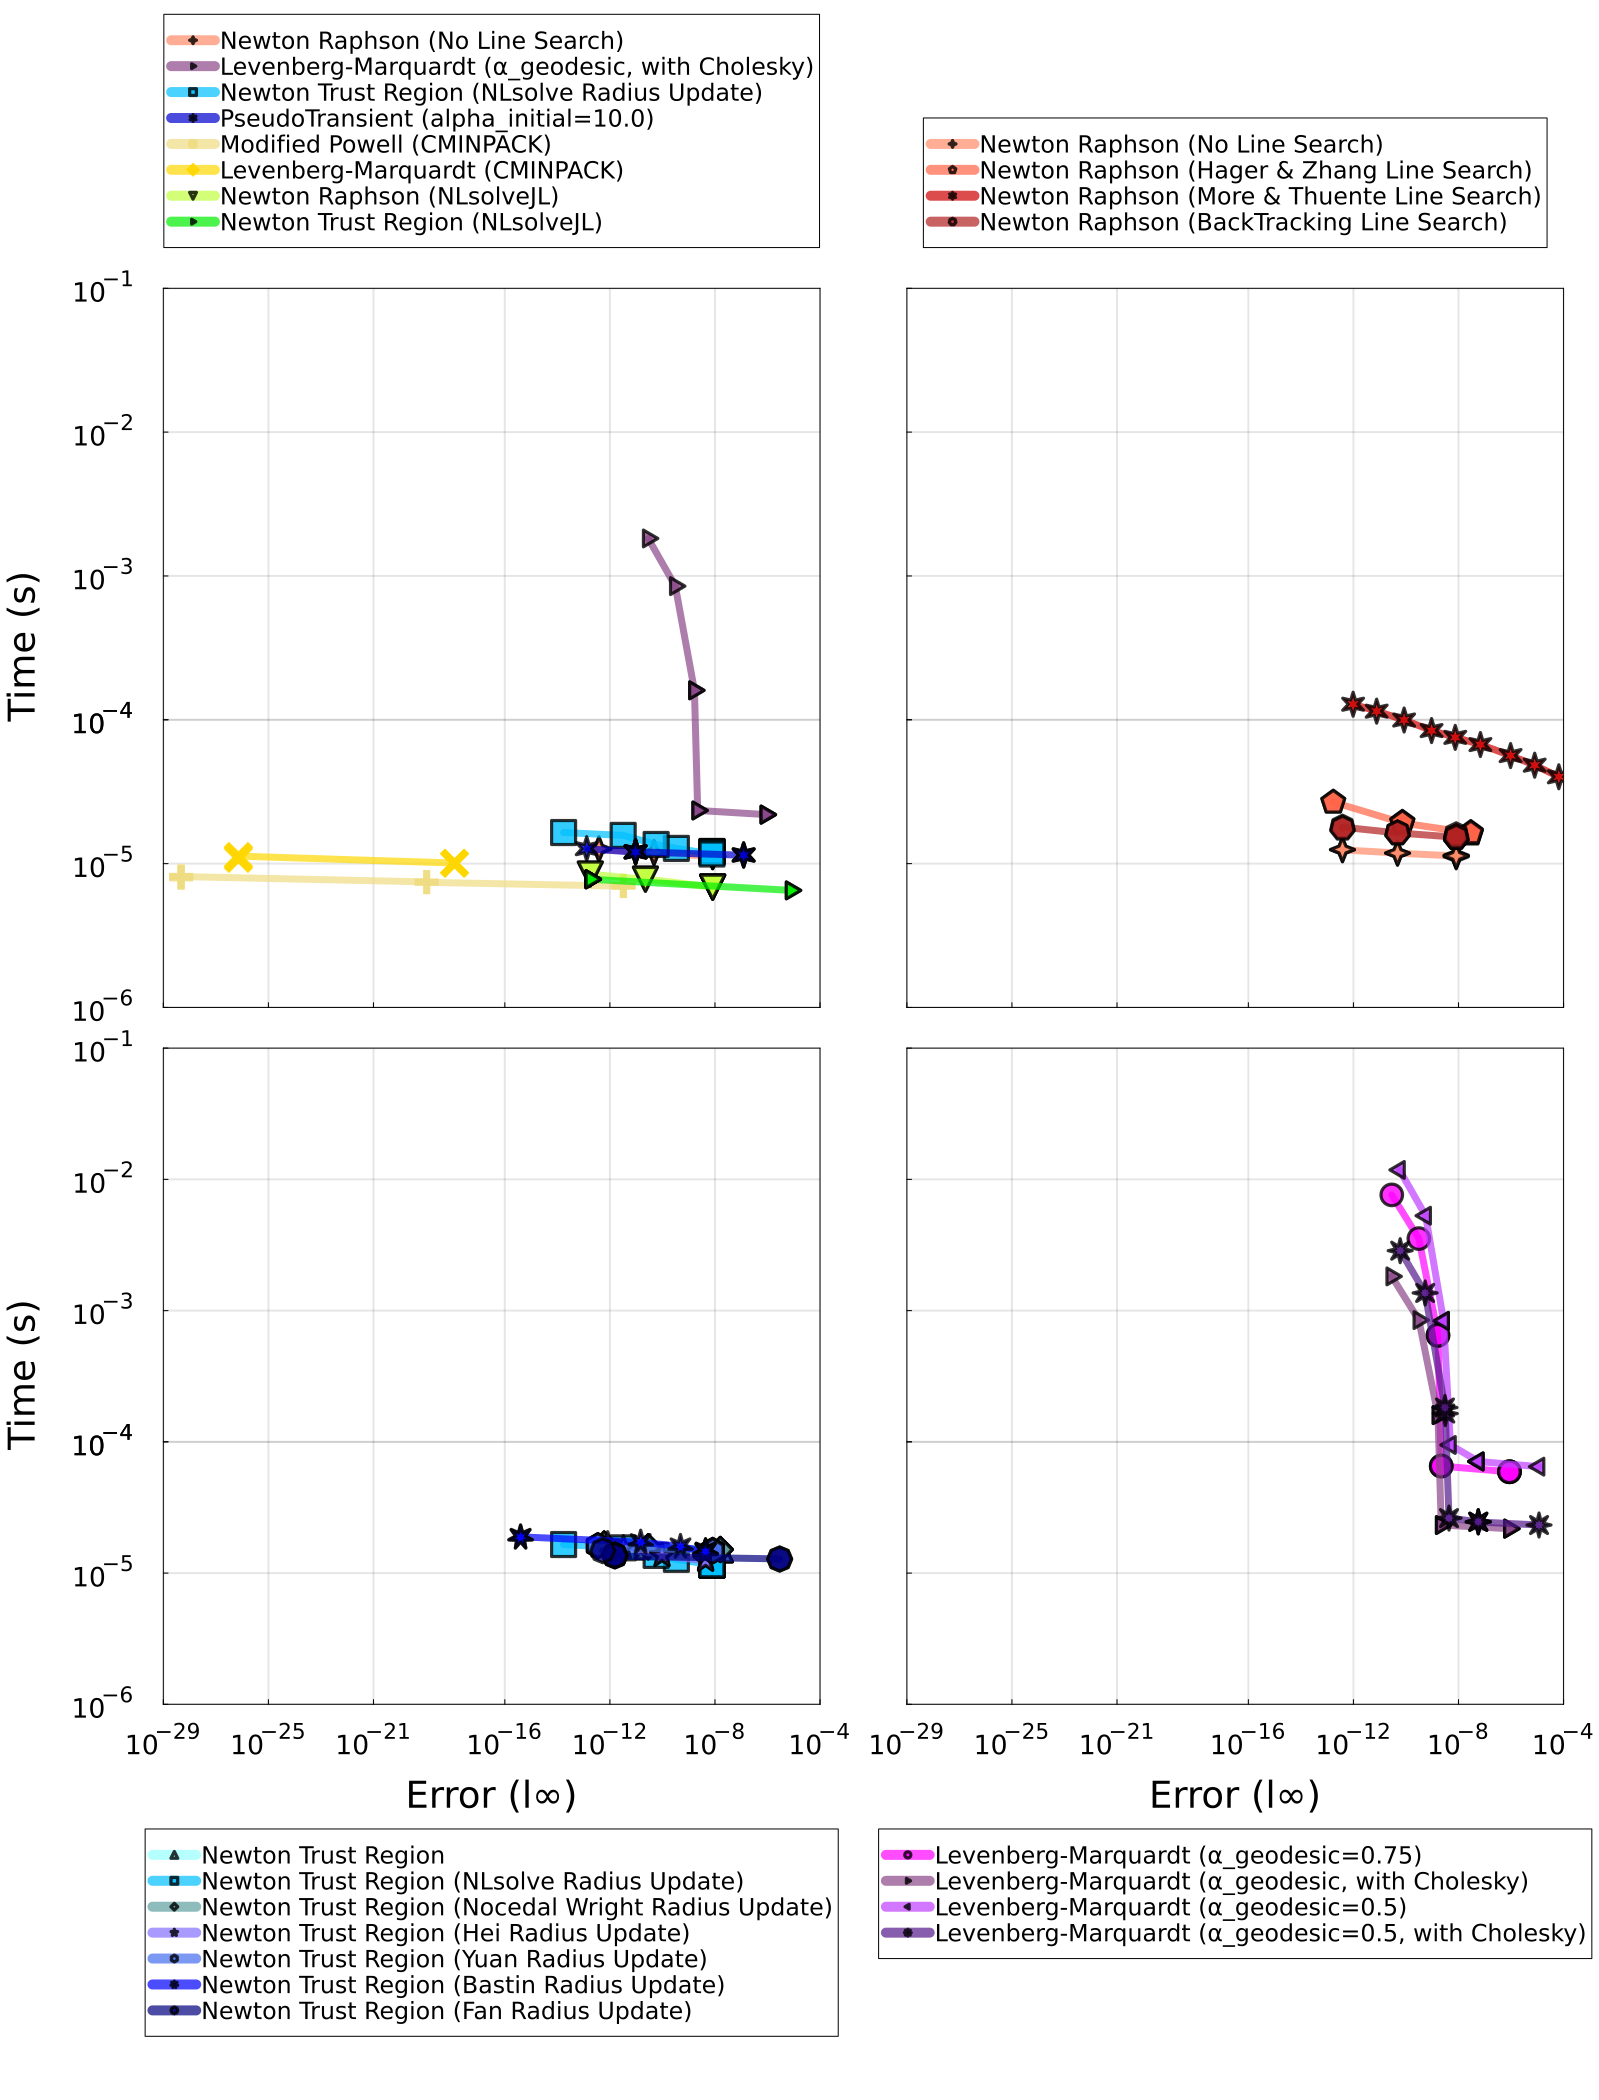 Newton Raphson (No Line Search)
Levenberg-Marquardt (α_geodesic, with Cholesky)
Newton Trust Region (NLsolve Radius Update)
PseudoTransient (alpha_initial=10.0)
Modified Powell (CMINPACK)
Levenberg-Marquardt (CMINPACK)
Newton Raphson (NLsolveJL)
Newton Trust Region (NLsolveJL)
Newton Raphson (No Line Search)
Newton Raphson (Hager & Zhang Line Search)
Newton Raphson (More & Thuente Line Search)
Newton Raphson (BackTracking Line Search)
Time (s)
10⁻¹
10⁻²
10⁻³
10⁻⁴
10⁻⁵
10⁻⁶
Time (s)
10⁻¹
10⁻²
10⁻³
10⁻⁴
10⁻⁵
10⁻⁶
10⁻²⁹ 10⁻²⁵ 10⁻²¹ 10⁻¹⁶ 10⁻¹² 10⁻⁸ 10⁻⁴
Error (l∞)
10⁻²⁹ 10⁻²⁵ 10⁻²¹ 10⁻¹⁶ 10⁻¹² 10⁻⁸ 10⁻⁴
Error (l∞)
Newton Trust Region
Newton Trust Region (NLsolve Radius Update)
Newton Trust Region (Nocedal Wright Radius Update)
Newton Trust Region (Hei Radius Update)
Newton Trust Region (Yuan Radius Update)
Newton Trust Region (Bastin Radius Update)
Newton Trust Region (Fan Radius Update)
Levenberg-Marquardt (α_geodesic=0.75)
Levenberg-Marquardt (α_geodesic, with Cholesky)
Levenberg-Marquardt (α_geodesic=0.5)
Levenberg-Marquardt (α_geodesic=0.5, with Cholesky)